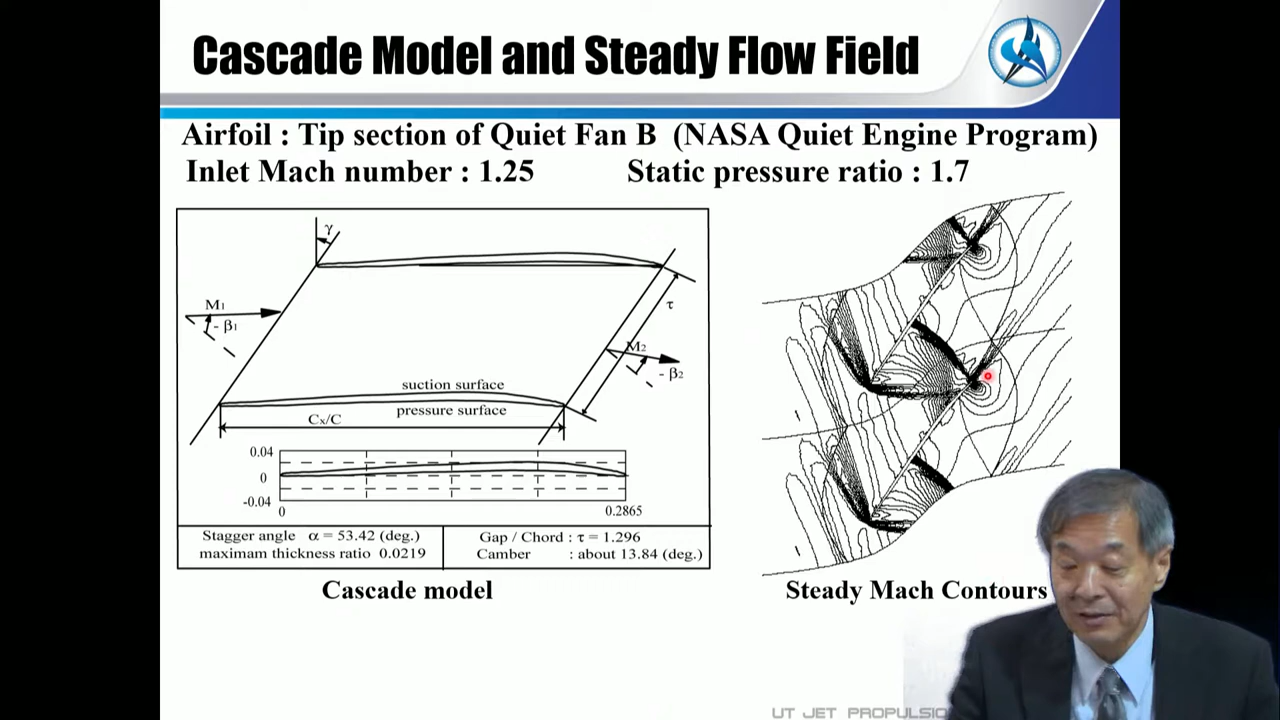 Cascade Model and Steady Flow Field
Airfoil : Tip section of Quiet Fan B (NASA Quiet Engine Program)
Inlet Mach number : 1.25 Static pressure ratio : 1.7
γ
M1
- β1
τ
M2
- β2
suction surface
pressure surface
Cx/C
0.04
0
-0.04
0 0.2865
Stagger angle α = 53.42 (deg.)
maximam thickness ratio 0.0219
Gap / Chord : τ = 1.296
Camber : about 13.84 (deg.)
Cascade model
Steady Mach Contours
UT JET PROPULSIO